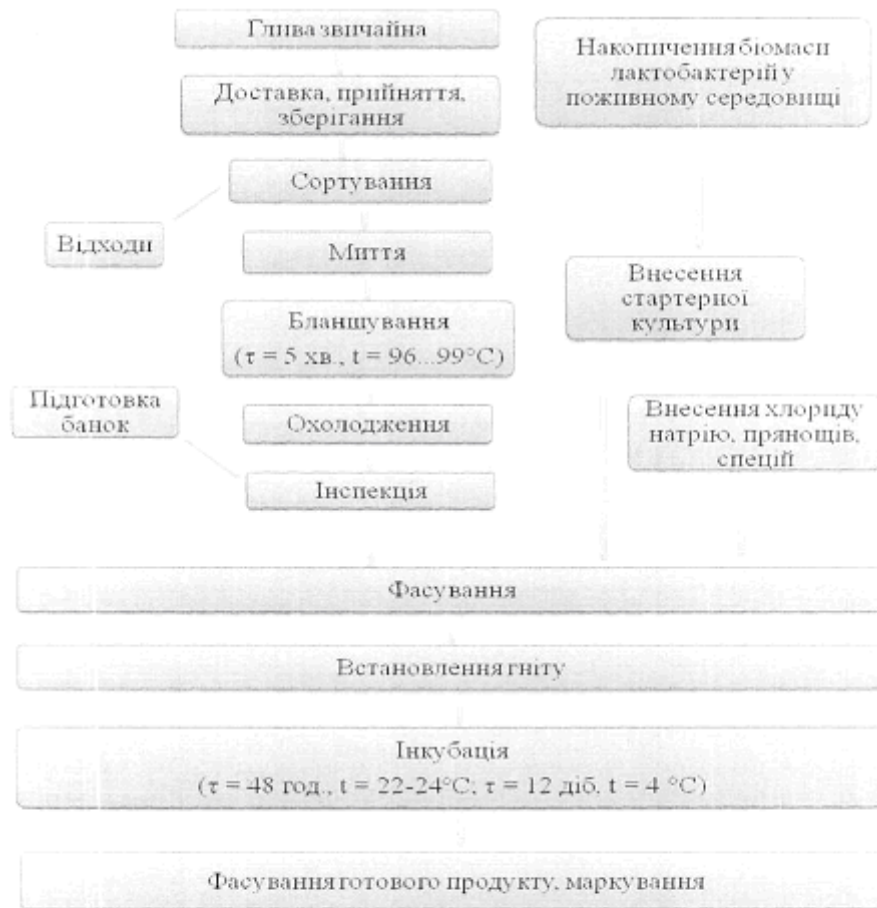 Глива звичайна
Накопичення біомаси
лактобактерій у
поживному середовищі
Доставка, прийняття,
зберігання
Сортування
Відходи
Миття
Внесення
стартерної
культури
Бланшування
(τ = 5 хв., t = 96...99°C)
Підготовка
банок
Охолодження
Внесення хлориду
натрію, прянощів,
спецій
Інспекція
Фасування
Встановлення гніту
Інкубація
(τ = 48 год., t = 22-24°C; τ = 12 діб, t = 4 °C)
Фасування готового продукту, маркування